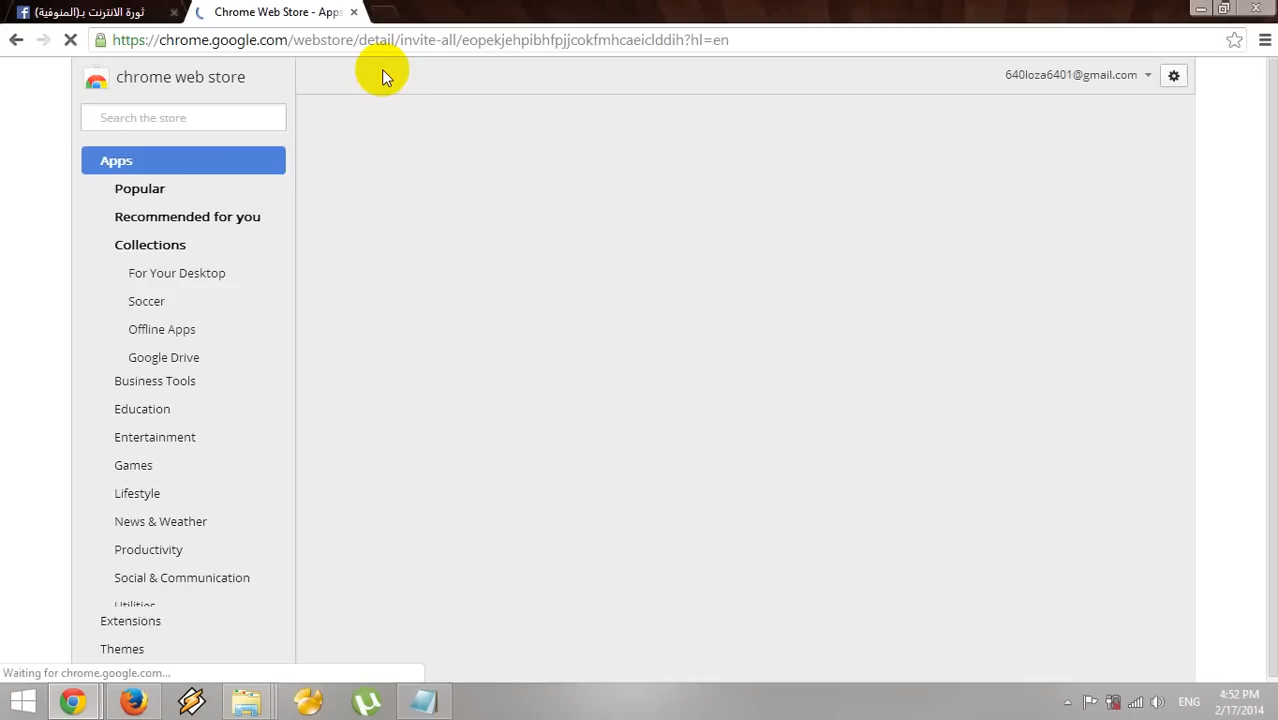 ثورة الانترنت بـ(المنوفية)
Chrome Web Store - Apps
https://chrome.google.com/webstore/detail/invite-all/eopekjehpibhfpjjcokfmhcaeiclddih?hl=en
chrome web store
640loza6401@gmail.com
Search the store
Apps
Popular
Recommended for you
Collections
For Your Desktop
Soccer
Offline Apps
Google Drive
Business Tools
Education
Entertainment
Games
Lifestyle
News & Weather
Productivity
Social & Communication
Utilities
Extensions
Themes
Waiting for chrome.google.com...
ENG
4:52 PM
2/17/2014